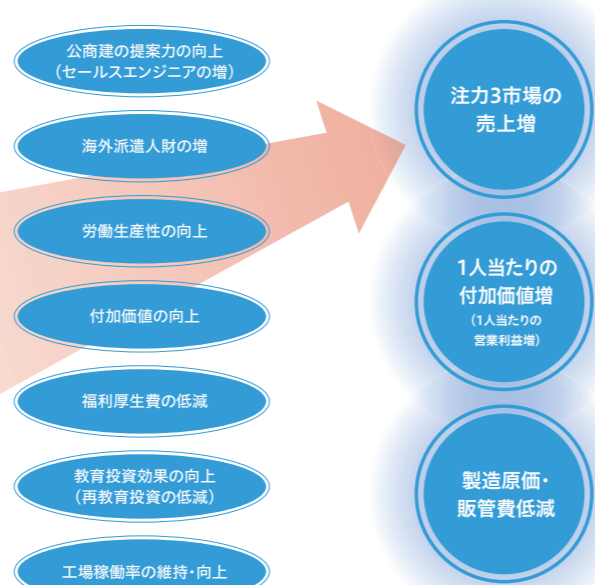 公商建の提案力の向上
（セールスエンジニアの増）
海外派遣人財の増
労働生産性の向上
付加価値の向上
福利厚生費の低減
教育投資効果の向上
（再教育投資の低減）
工場稼働率の維持・向上
注力3市場の
売上増
1人当たりの
付加価値増
（1人当たりの
営業利益増）
製造原価・
販管費低減